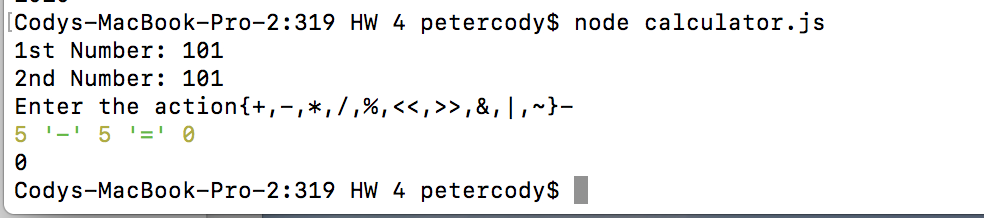 [Codys-MacBook-Pro-2:319 HW 4 petercody$ node calculator.js
1st Number: 101
2nd Number: 101
Enter the action{+,-,*,/,%,<<,>>,&,|,~}-
5 '-' 5 '=' 0
0
Codys-MacBook-Pro-2:319 HW 4 petercody$